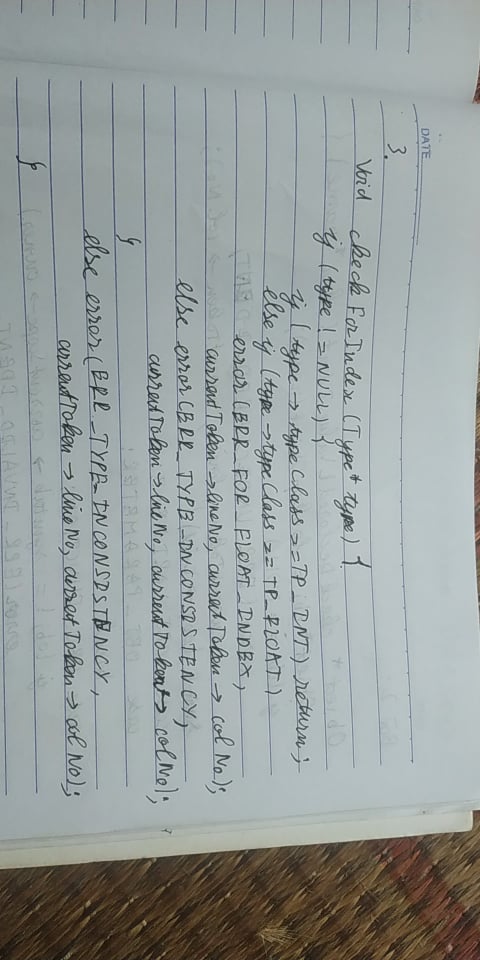 DATE
3.
Void checkForIndex (Type* type) {
if (type != NULL) {
if (type → typeClass == TP_INT) return;
else if (type → typeClass == TP_FLOAT)
error (ERR_FOR_FLOAT_INDEX,
currentToken → lineNo, currentToken → colNo);
else error (ERR_TYPE_INCONSISTENCY,
currentToken → lineNo, currentToken → colNo);
}
else error (ERR_TYPE_INCONSISTENCY,
currentToken → lineNo, currentToken → colNo);
}